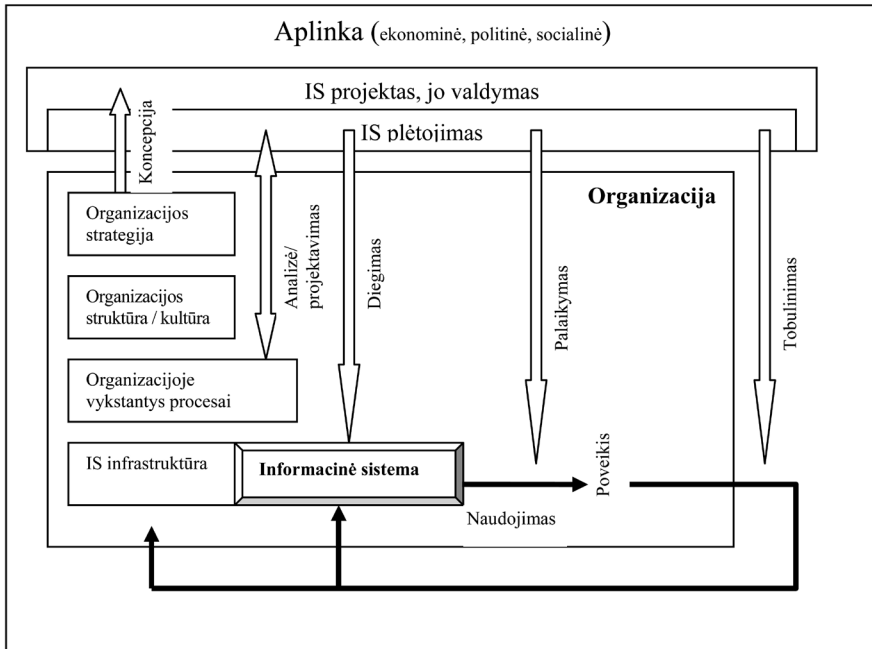 Aplinka (ekonominė, politinė, socialinė)
IS projektas, jo valdymas
IS plėtojimas
Koncepcija
Organizacija
Organizacijos
strategija
Analizė/
projektavimas
Diegimas
Palaikymas
Tobulinimas
Organizacijos
struktūra / kultūra
Organizacijoje
vykstantys procesai
IS infrastruktūra
Informacinė sistema
Poveikis
Naudojimas